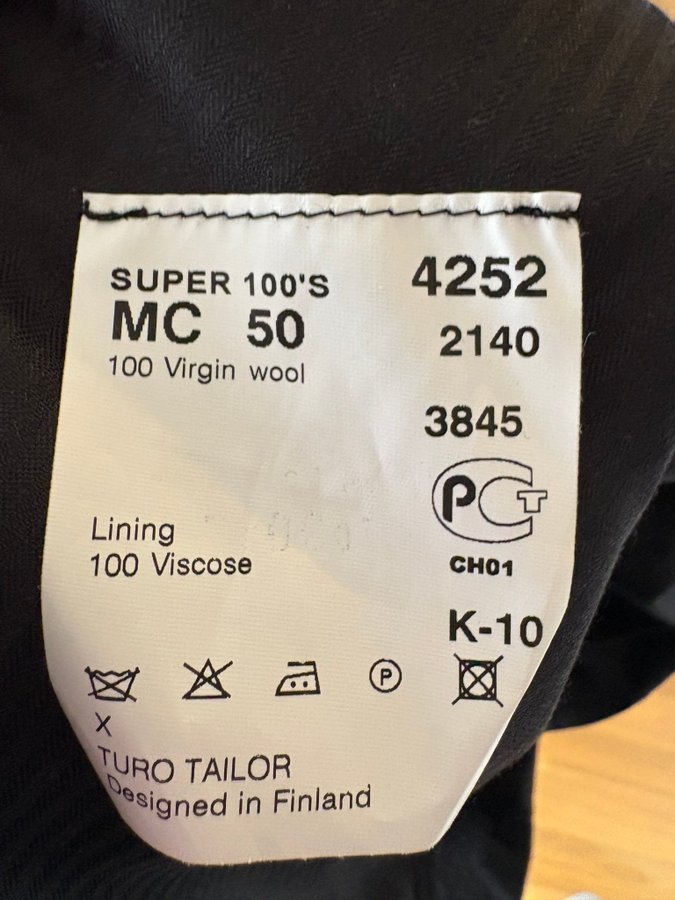 SUPER 100'S
MC 50
100 Virgin wool
4252
2140
3845
PCT
CH01
K-10
Lining
100 Viscose
P
X
TURO TAILOR
Designed in Finland